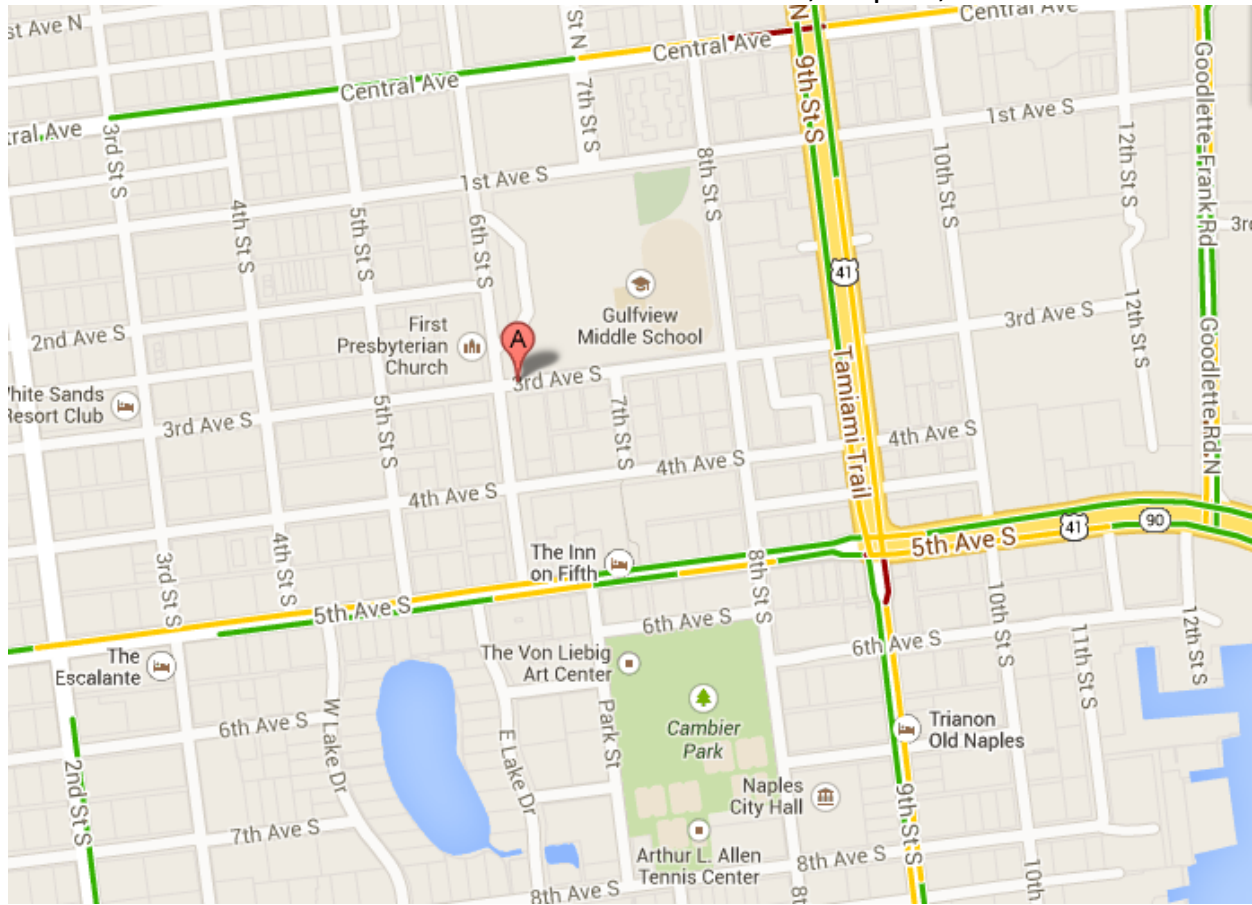 st Ave N
St N
N
Central Ave
Central Ave
Central Ave
tral Ave
Goodlette-Frank Rd
9th St S
7th St S
3rd St S
1st Ave S
12th St S
8th St S
10th St S
1st Ave S
4th St S
5th St S
6th St S
3r
41
Gulfview
Middle School
2nd Ave S
First
Presbyterian
Church
A
3rd Ave S
12th St S
3rd Ave S
Tamiami Trail
Goodlette Rd N
White Sands
Resort Club
3rd Ave S
5th St S
7th St S
4th Ave S
4th Ave S
4th Ave S
The Inn
on Fifth
5th Ave S
41
90
3rd St S
4th St S
8th St S
5th Ave S
10th St S
11th St S
12th St S
6th Ave S
6th Ave S
The
Escalante
The Von Liebig
Art Center
6th Ave S
W Lake Dr
E Lake Dr
Park St
Cambier
Park
Trianon
Old Naples
2nd St S
Naples
City Hall
9th St S
7th Ave S
Arthur L. Allen
Tennis Center
8th Ave S
8th Ave S
8t
10th